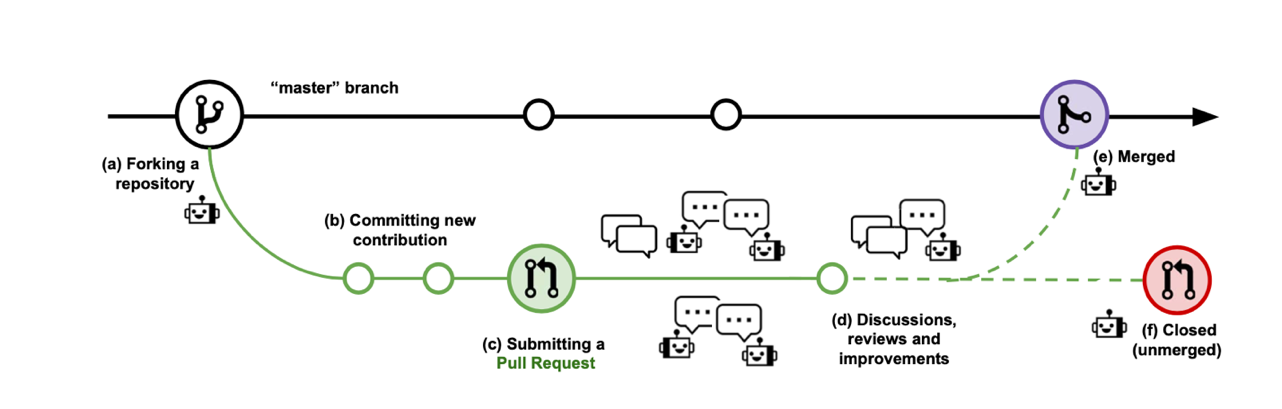 “master” branch
(a) Forking a
repository
(e) Merged
(b) Committing new
contribution
(c) Submitting a
Pull Request
(d) Discussions,
reviews and
improvements
(f) Closed
(unmerged)